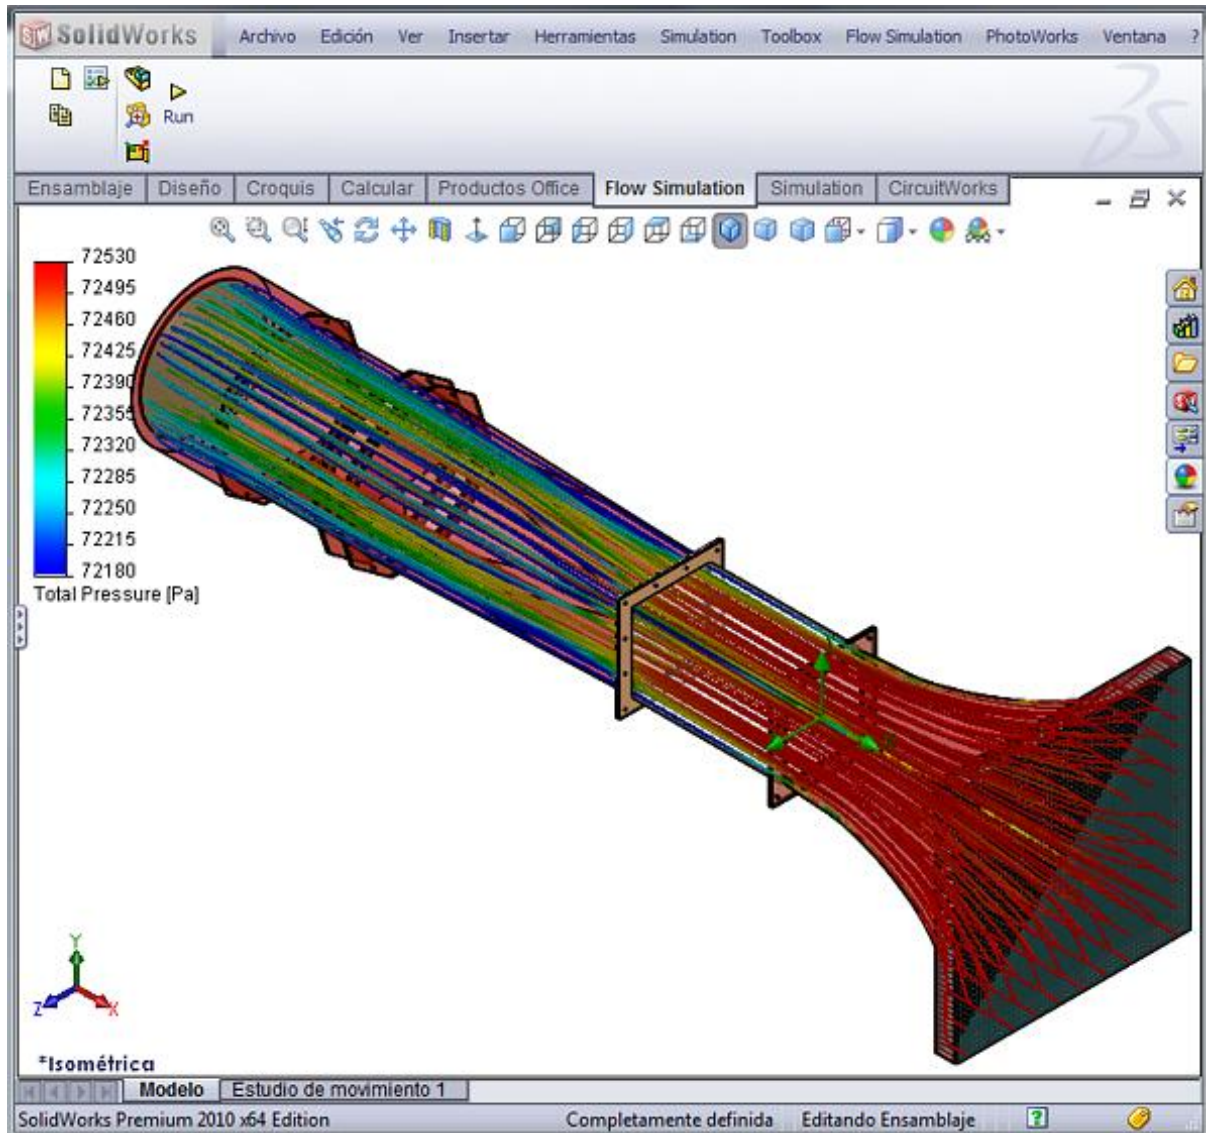 SolidWorks Archivo Edición Ver Insertar Herramientas Simulation Toolbox Flow Simulation PhotoWorks Ventana ?
Run
Ensamblaje Diseño Croquis Calcular Productos Office Flow Simulation Simulation CircuitWorks
72530
72495
72460
72425
72390
72355
72320
72285
72250
72215
72180
Total Pressure [Pa]
Y
Z X
*Isométrica
Modelo Estudio de movimiento 1
SolidWorks Premium 2010 x64 Edition Completamente definida Editando Ensamblaje ?